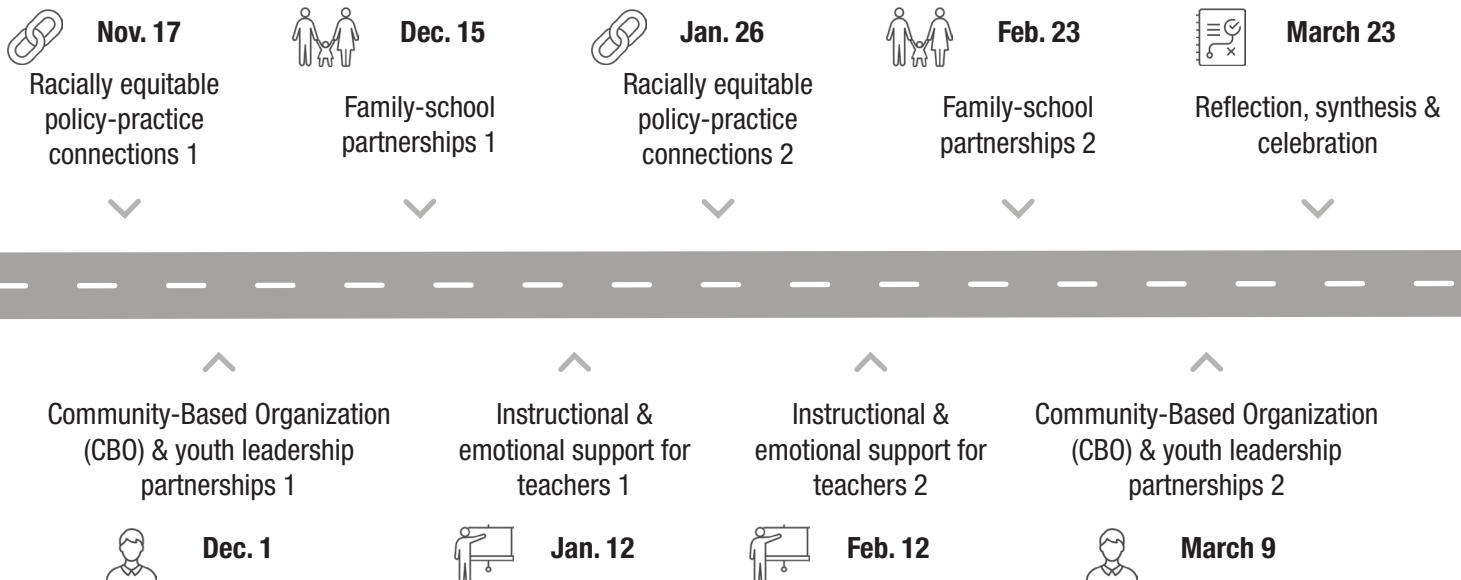 Nov. 17
Racially equitable
policy-practice
connections 1
Dec. 15
Family-school
partnerships 1
Jan. 26
Racially equitable
policy-practice
connections 2
Feb. 23
Family-school
partnerships 2
March 23
Reflection, synthesis &
celebration
Community-Based Organization
(CBO) & youth leadership
partnerships 1
Dec. 1
Instructional &
emotional support for
teachers 1
Jan. 12
Instructional &
emotional support for
teachers 2
Feb. 12
Community-Based Organization
(CBO) & youth leadership
partnerships 2
March 9